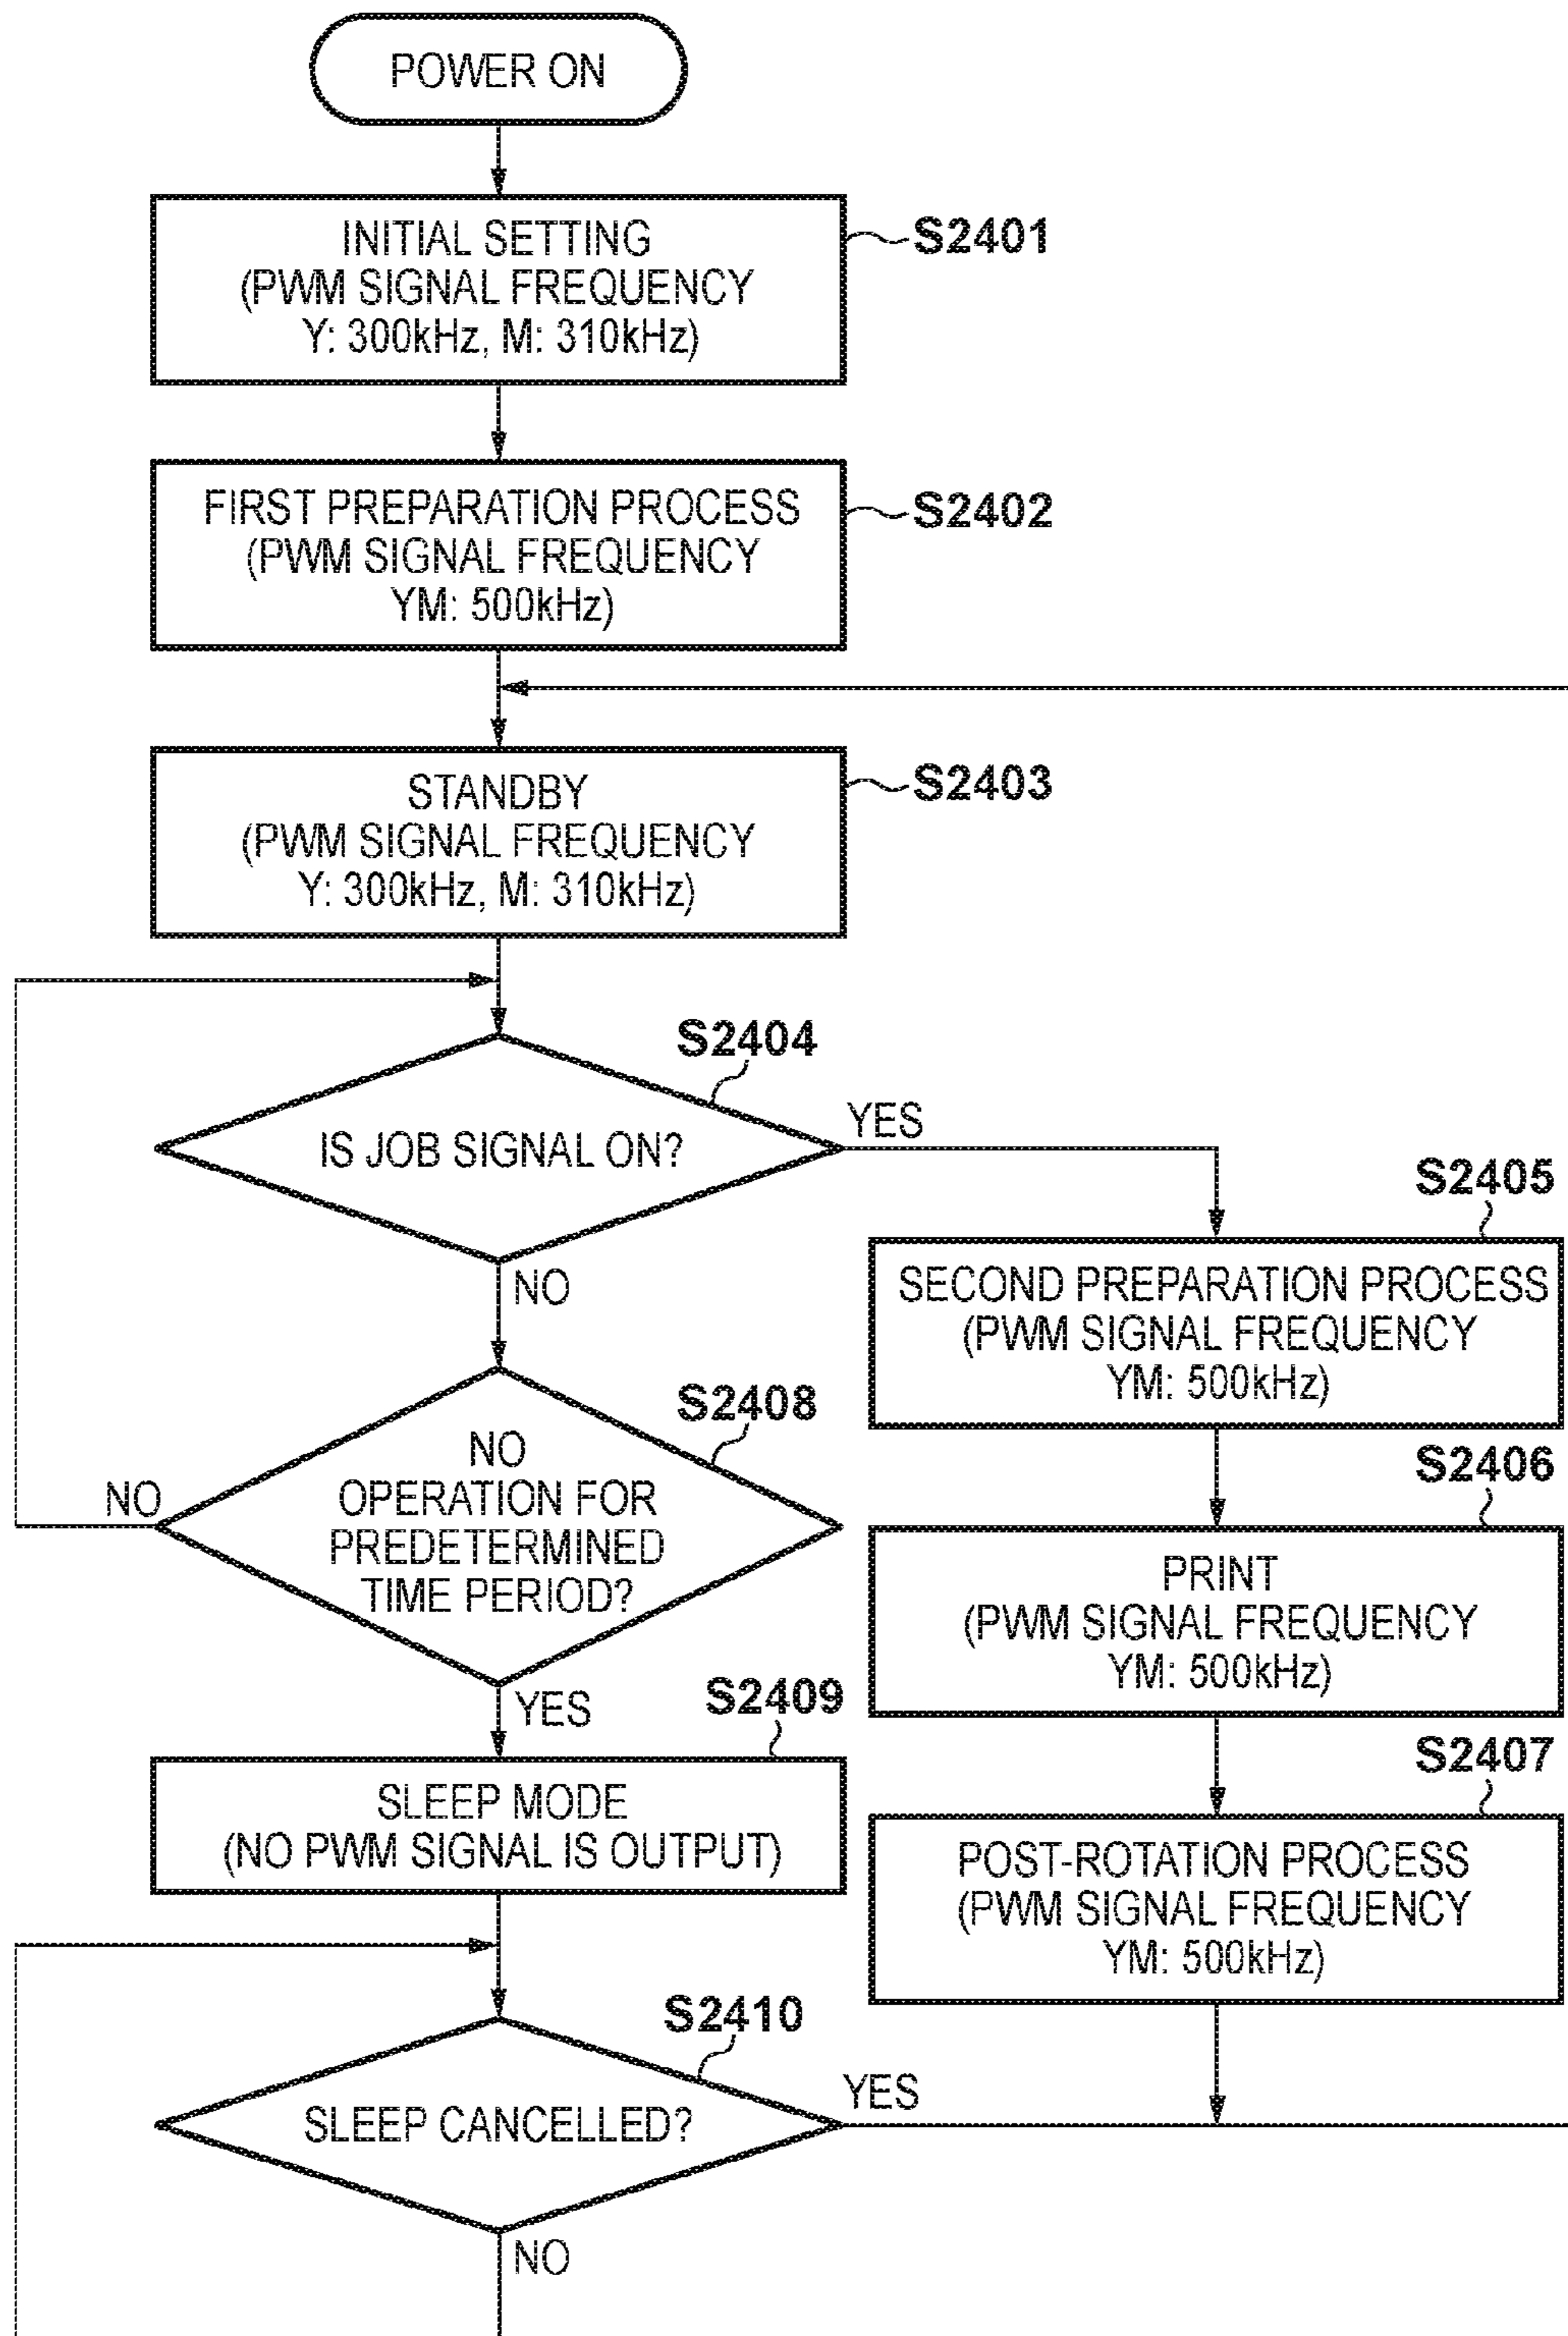 POWER ON
INITIAL SETTING
(PWM SIGNAL FREQUENCY
Y: 300kHz, M: 310kHz)
S2401
FIRST PREPARATION PROCESS
(PWM SIGNAL FREQUENCY
YM: 500kHz)
S2402
STANDBY
(PWM SIGNAL FREQUENCY
Y: 300kHz, M: 310kHz)
S2403
S2404
IS JOB SIGNAL ON?
YES
NO
S2405
SECOND PREPARATION PROCESS
(PWM SIGNAL FREQUENCY
YM: 500kHz)
S2406
PRINT
(PWM SIGNAL FREQUENCY
YM: 500kHz)
S2407
POST-ROTATION PROCESS
(PWM SIGNAL FREQUENCY
YM: 500kHz)
S2408
NO
OPERATION FOR
PREDETERMINED
TIME PERIOD?
NO
YES
S2409
SLEEP MODE
(NO PWM SIGNAL IS OUTPUT)
S2410
SLEEP CANCELLED?
YES
NO